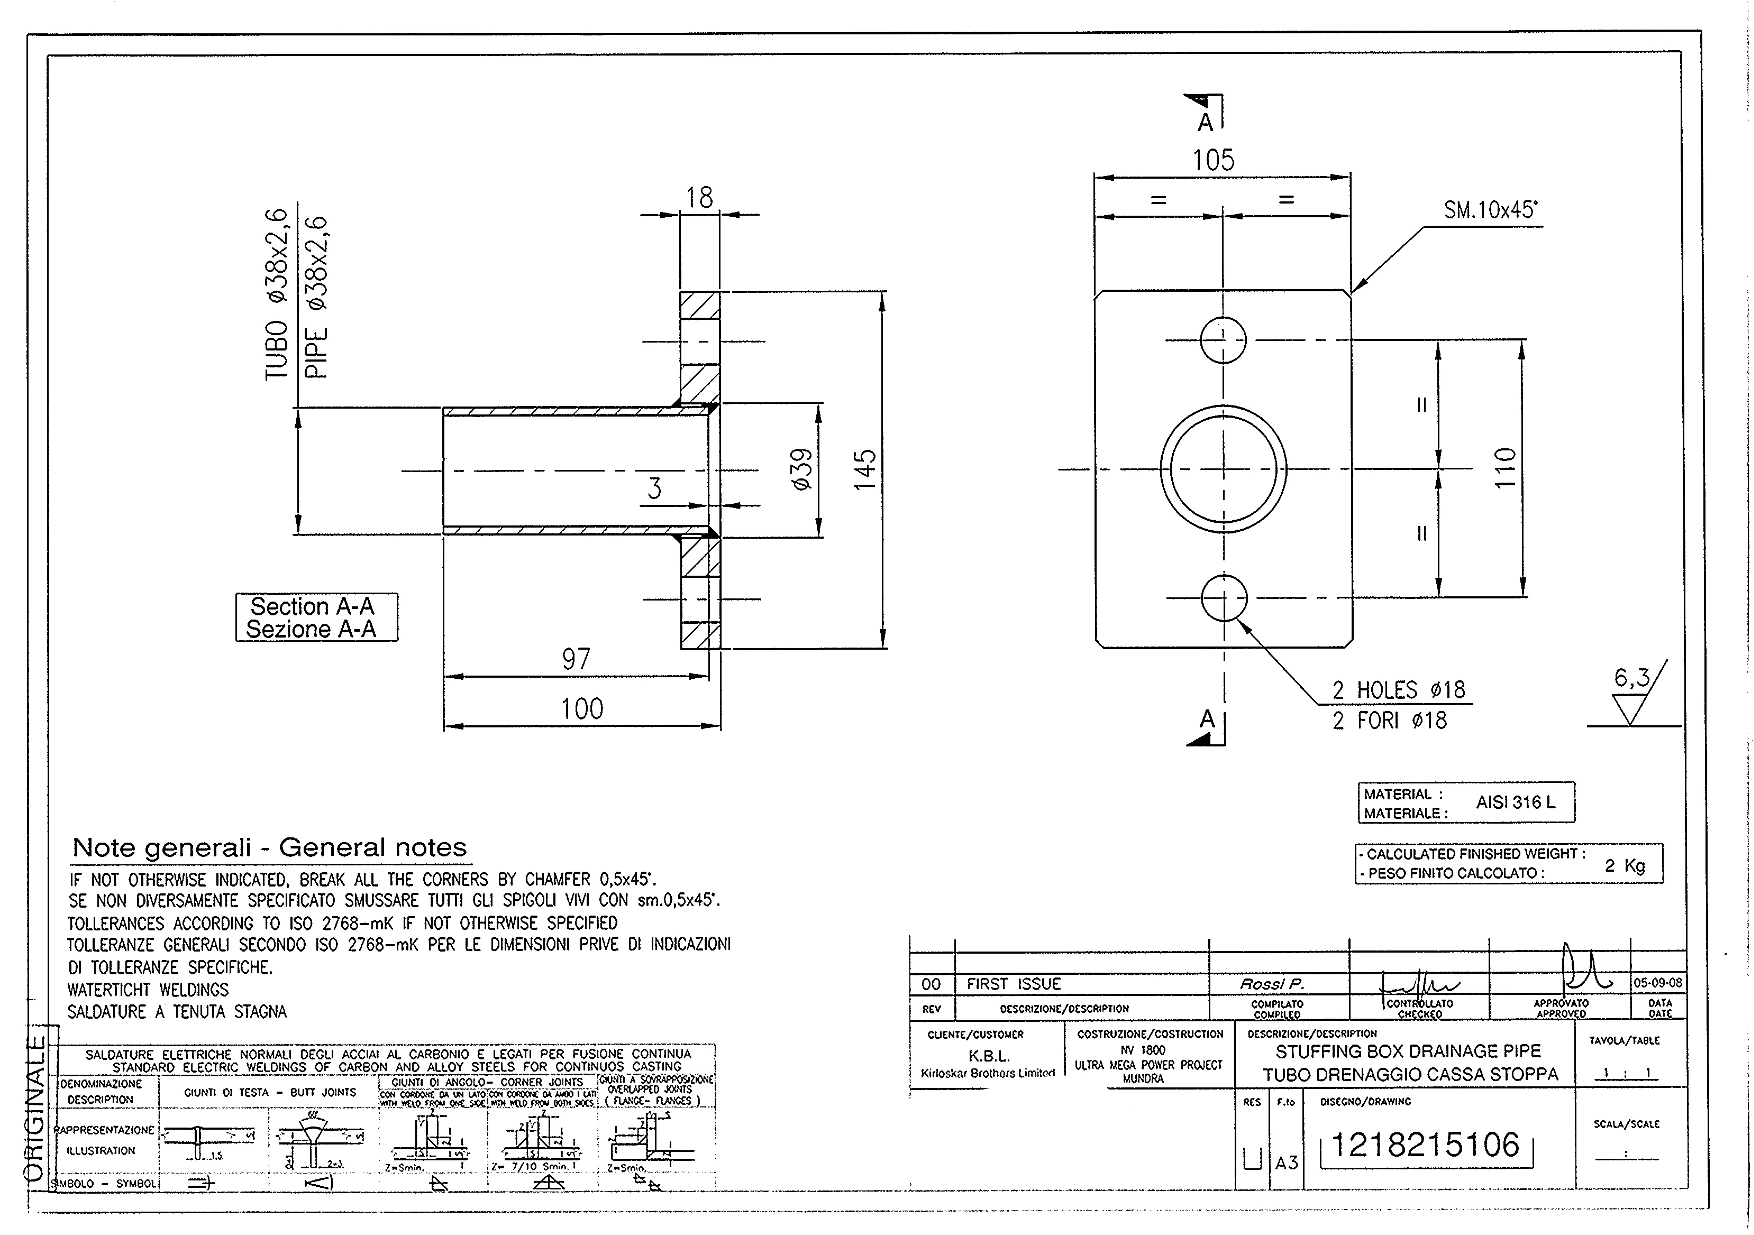 A
105
=
=
SM.10x45°
18
TUBO ø38x2,6
PIPE ø38x2,6
3
ø39
145
=
=
110
Section A-A
Sezione A-A
97
100
2 HOLES ø18
2 FORI ø18
A
6,3
MATERIAL :
MATERIALE :
AISI 316 L
- CALCULATED FINISHED WEIGHT :
- PESO FINITO CALCOLATO :
2 Kg
Note generali - General notes
IF NOT OTHERWISE INDICATED, BREAK ALL THE CORNERS BY CHAMFER 0,5x45°.
SE NON DIVERSAMENTE SPECIFICATO SMUSSARE TUTTI GLI SPIGOLI VIVI CON sm.0,5x45°.
TOLLERANCES ACCORDING TO ISO 2768-mK IF NOT OTHERWISE SPECIFIED
TOLLERANZE GENERALI SECONDO ISO 2768-mK PER LE DIMENSIONI PRIVE DI INDICAZIONI
DI TOLLERANZE SPECIFICHE.
WATERTICHT WELDINGS
SALDATURE A TENUTA STAGNA
ORIGINALE
SALDATURE ELETTRICHE NORMALI DEGLI ACCIAI AL CARBONIO E LEGATI PER FUSIONE CONTINUA
STANDARD ELECTRIC WELDINGS OF CARBON AND ALLOY STEELS FOR CONTINUOS CASTING
DENOMINAZIONE
DESCRIPTION
GIUNTI DI TESTA - BUTT JOINTS
GIUNTI DI ANGOLO- CORNER JOINTS
CON CORDONE DA UN LATO
WITH WELD FROM ONE SIDE
CON CORDONE DA AMBO I LATI
WITH WELD FROM BOTH SIDES
GIUNTI A SOVRAPPOSIZIONE
OVERLAPPED JOINTS
( FLANGE- FLANGES )
RAPPRESENTAZIONE
ILLUSTRATION
1.5
2=3
Z=Smin.
Z= 7/10 Smin.
Z=Smin.
SIMBOLO - SYMBOL
00
FIRST ISSUE
Rossi P.
05-09-08
REV
DESCRIZIONE/DESCRIPTION
COMPILATO
COMPILED
CONTROLLATO
CHECKED
APPROVATO
APPROVED
DATA
DATE
CLIENTE/CUSTOMER
K.B.L.
Kirloskar Brothers Limited
COSTRUZIONE/COSTRUCTION
NV 1800
ULTRA MEGA POWER PROJECT
MUNDRA
DESCRIZIONE/DESCRIPTION
STUFFING BOX DRAINAGE PIPE
TUBO DRENAGGIO CASSA STOPPA
TAVOLA/TABLE
1 : 1
RES
F.to
A3
DISEGNO/DRAWING
1218215106
SCALA/SCALE
: